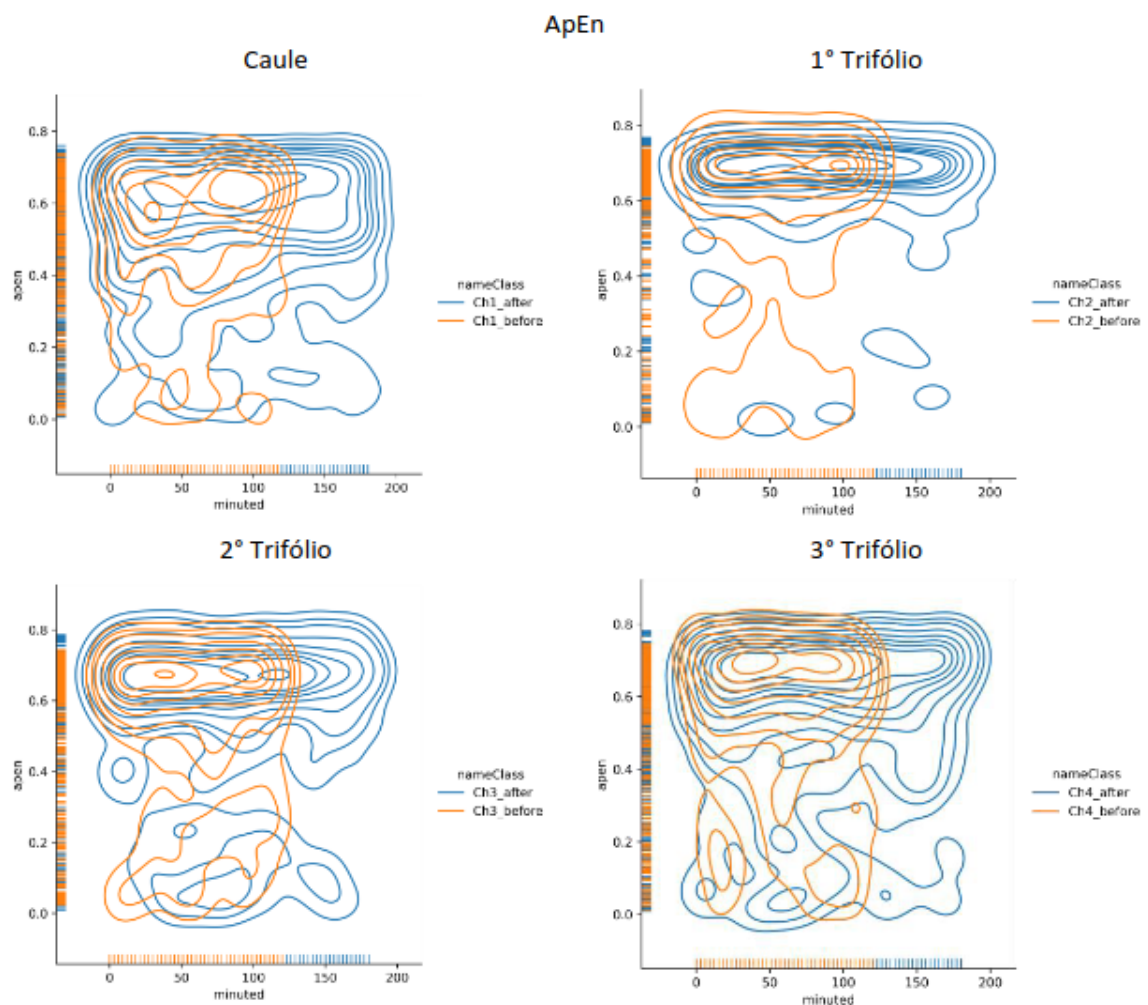 ApEn
Caule
1° Trifólio
0.8
0.6
0.4
0.2
0.0
apen
0
50
100
150
200
minuted
nameClass
Ch1_after
Ch1_before
0.8
0.6
0.4
0.2
0.0
apen
0
50
100
150
200
minuted
nameClass
Ch2_after
Ch2_before
2° Trifólio
3° Trifólio
0.8
0.6
0.4
0.2
0.0
apen
0
50
100
150
200
minuted
nameClass
Ch3_after
Ch3_before
0.8
0.6
0.4
0.2
0.0
apen
0
50
100
150
200
minuted
nameClass
Ch4_after
Ch4_before